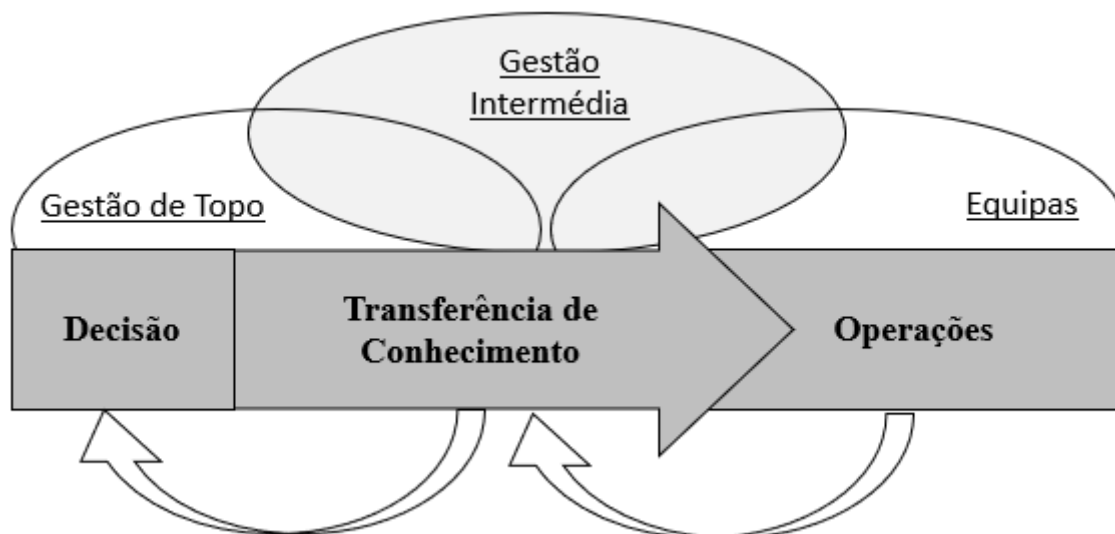 Gestão
Intermédia
Gestão de Topo
Equipas
Decisão
Transferência de
Conhecimento
Operações